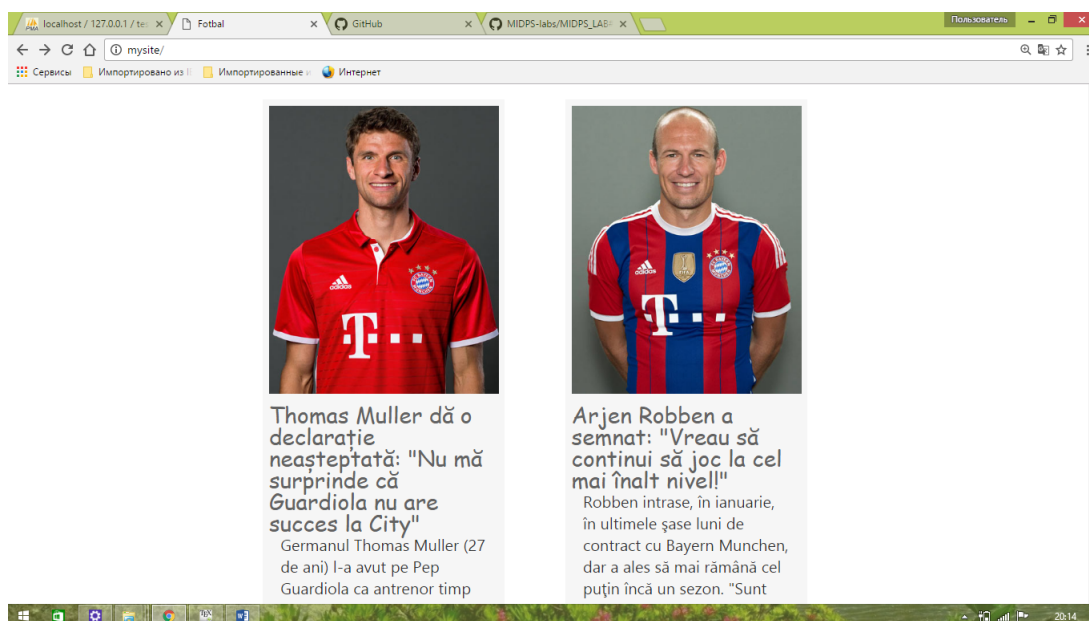 localhost / 127.0.0.1 / te
Fotbal
GitHub
MIDPS-labs/MIDPS_LAB
Пользователь
mysite/
Сервисы
Импортировано из
Импортированные
Интернет
adidas
T
adidas
T
Thomas Muller dă o
declarație
neașteptată: "Nu mă
surprinde că
Guardiola nu are
succes la City"
Germanul Thomas Muller (27
de ani) l-a avut pe Pep
Guardiola ca antrenor timp
Arjen Robben a
semnat: "Vreau să
continui să joc la cel
mai înalt nivel!"
Robben intrase, în ianuarie,
în ultimele şase luni de
contract cu Bayern Munchen,
dar a ales să mai rămână cel
puţin încă un sezon. "Sunt
20:14